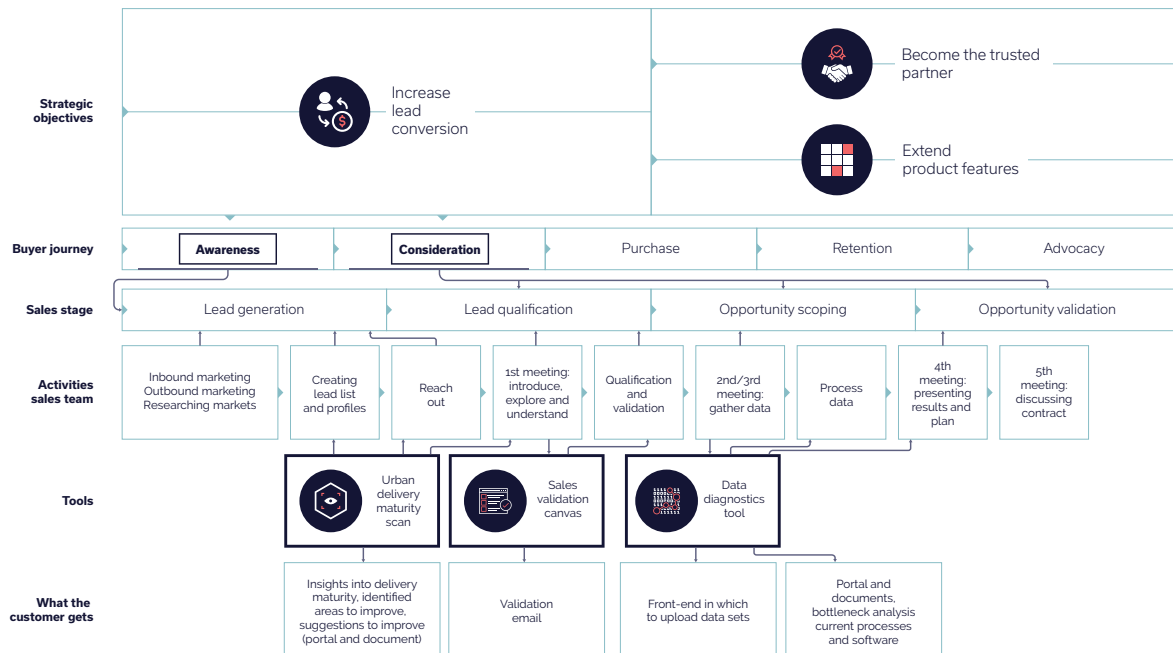 Strategic
objectives
Increase
lead
conversion
$
Become the trusted
partner
Extend
product features
Buyer journey
Awareness
Consideration
Purchase
Retention
Advocacy
Sales stage
Lead generation
Lead qualification
Opportunity scoping
Opportunity validation
Activities
sales team
Inbound marketing
Outbound marketing
Researching markets
Creating
lead list
and profiles
Reach
out
1st meeting:
introduce,
explore and
understand
Qualification
and
validation
2nd/3rd
meeting:
gather data
Process
data
4th
meeting:
presenting
results and
plan
5th
meeting:
discussing
contract
Tools
Urban
delivery
maturity
scan
Sales
validation
canvas
Data
diagnostics
tool
What the
customer gets
Insights into delivery
maturity, identified
areas to improve,
suggestions to improve
(portal and document)
Validation
email
Front-end in which
to upload data sets
Portal and
documents,
bottleneck analysis
current processes
and software